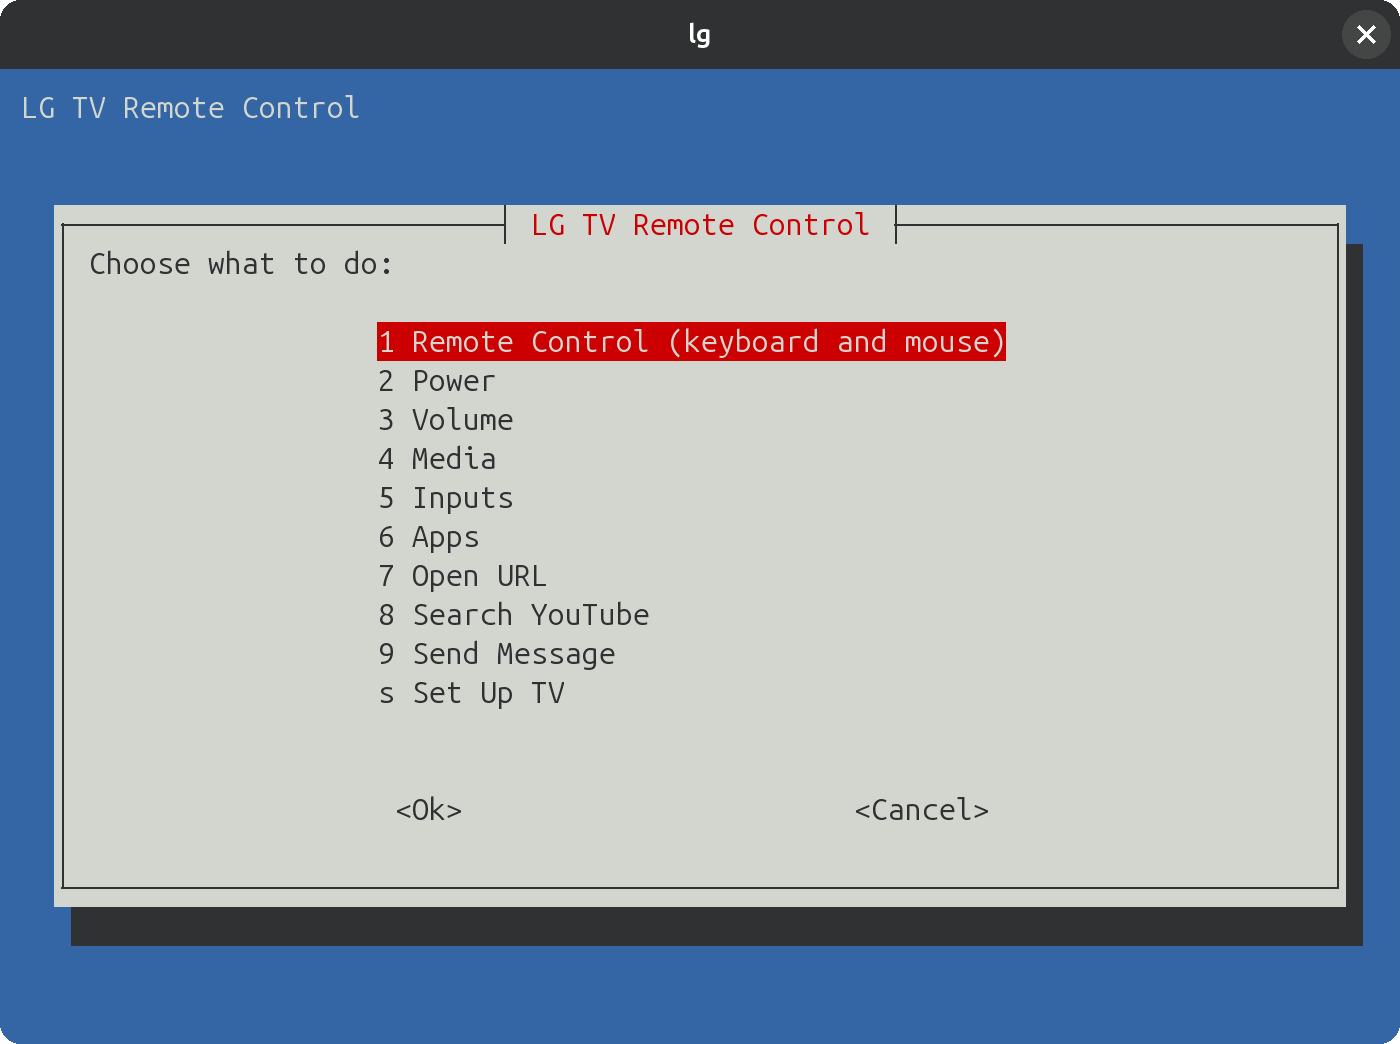 lg
LG TV Remote Control
LG TV Remote Control
Choose what to do:
1 Remote Control (keyboard and mouse)
2 Power
3 Volume
4 Media
5 Inputs
6 Apps
7 Open URL
8 Search YouTube
9 Send Message
s Set Up TV
<Ok> <Cancel>